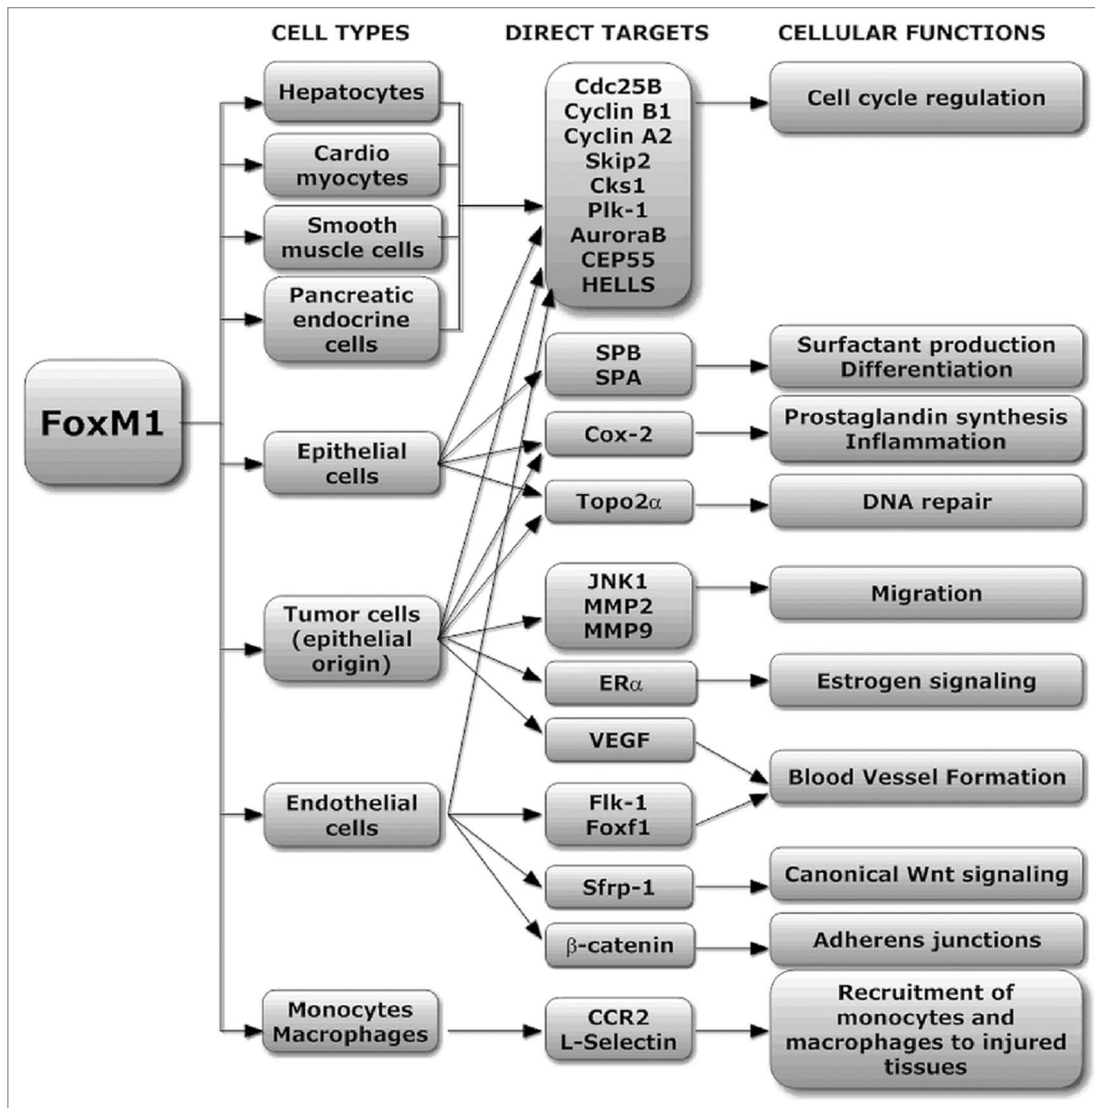 CELL TYPES
DIRECT TARGETS
CELLULAR FUNCTIONS
FoxM1
Hepatocytes
Cardio
myocytes
Smooth
muscle cells
Pancreatic
endocrine
cells
Epithelial
cells
Tumor cells
(epithelial
origin)
Endothelial
cells
Monocytes
Macrophages
Cdc25B
Cyclin B1
Cyclin A2
Skip2
Cks1
Plk-1
AuroraB
CEP55
HELLS
SPB
SPA
Cox-2
Topo2α
JNK1
MMP2
MMP9
ERα
VEGF
Flk-1
Foxf1
Sfrp-1
β-catenin
CCR2
L-Selectin
Cell cycle regulation
Surfactant production
Differentiation
Prostaglandin synthesis
Inflammation
DNA repair
Migration
Estrogen signaling
Blood Vessel Formation
Canonical Wnt signaling
Adherens junctions
Recruitment of
monocytes and
macrophages to injured
tissues